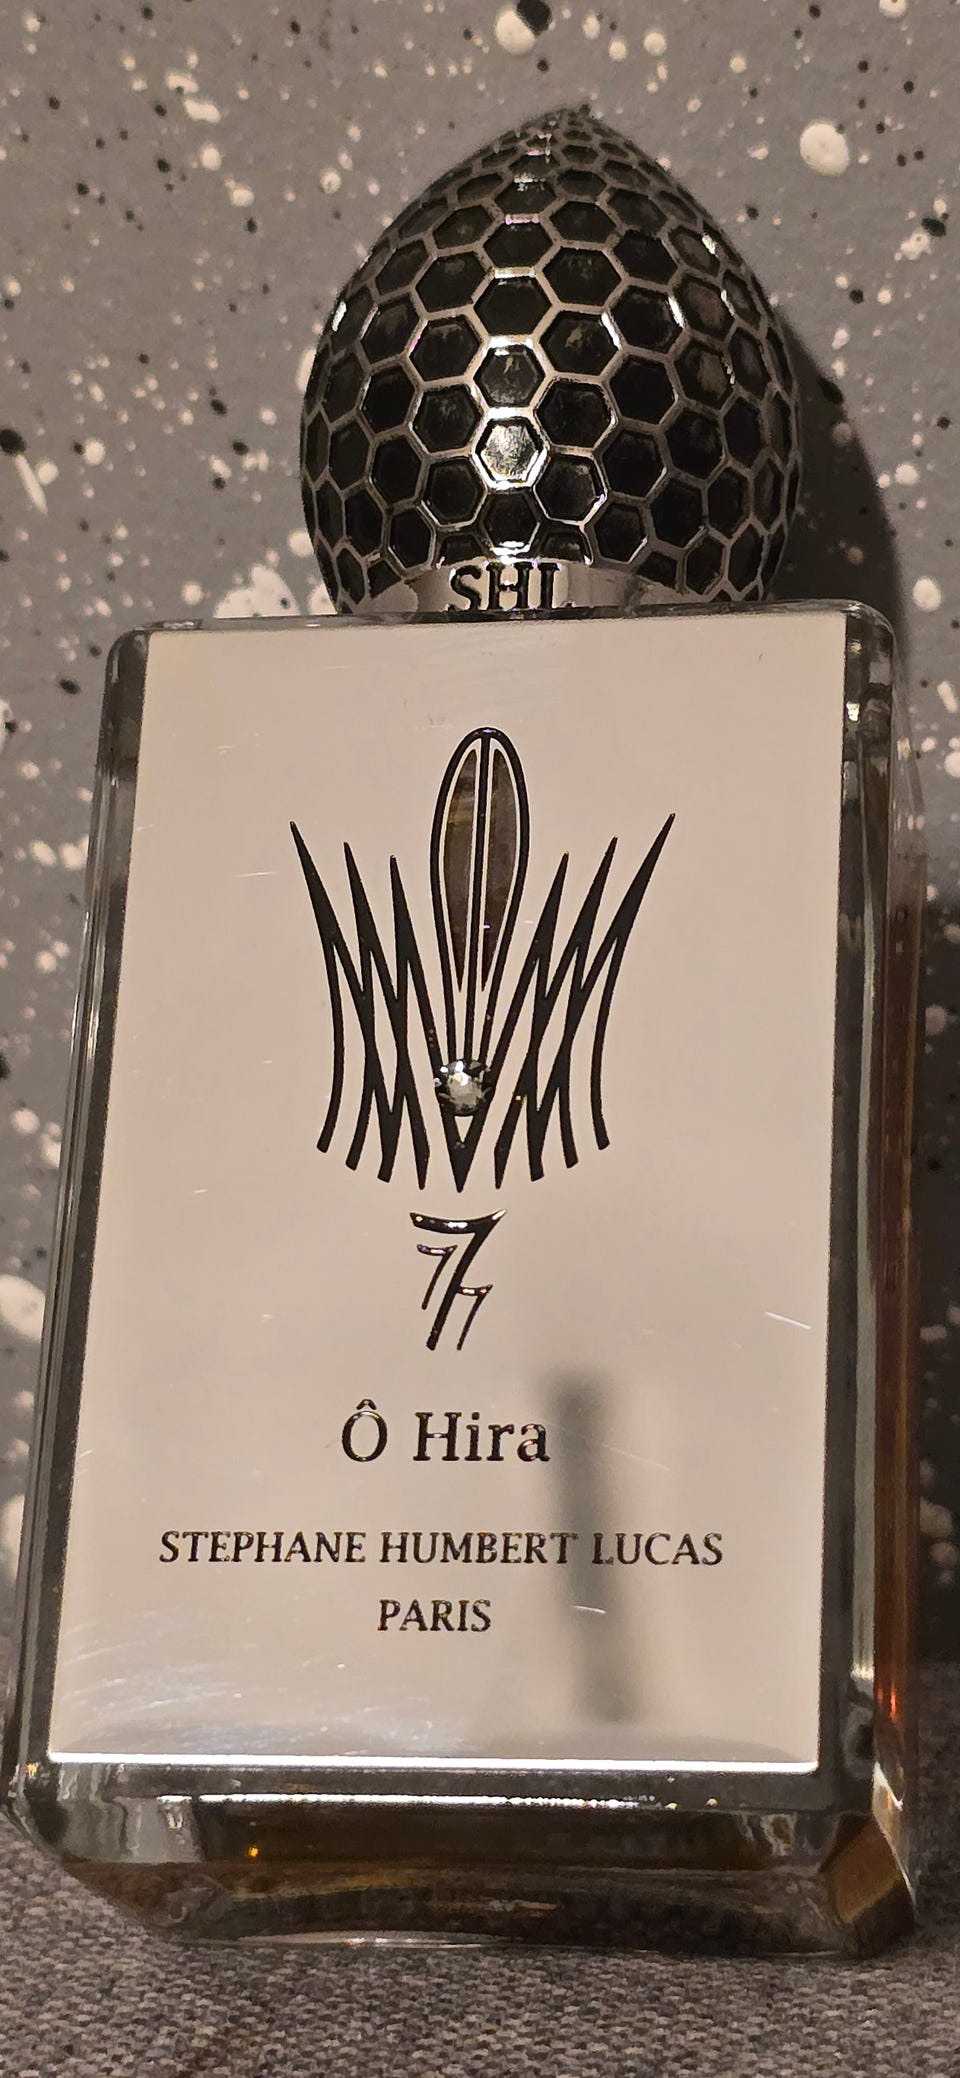 SHL
777
Ô Hira
STEPHANE HUMBERT LUCAS
PARIS